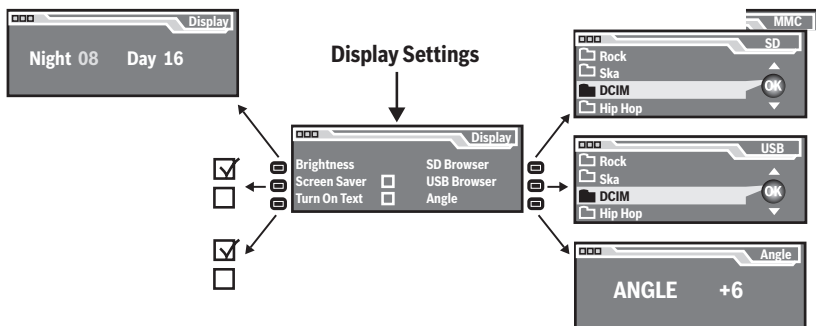 Display
Night 08 Day 16
Display Settings
MMC
SD
Rock
Ska
DCIM
Hip Hop
OK
Display
Brightness SD Browser
Screen Saver USB Browser
Turn On Text Angle
USB
Rock
Ska
DCIM
Hip Hop
OK
Angle
ANGLE +6